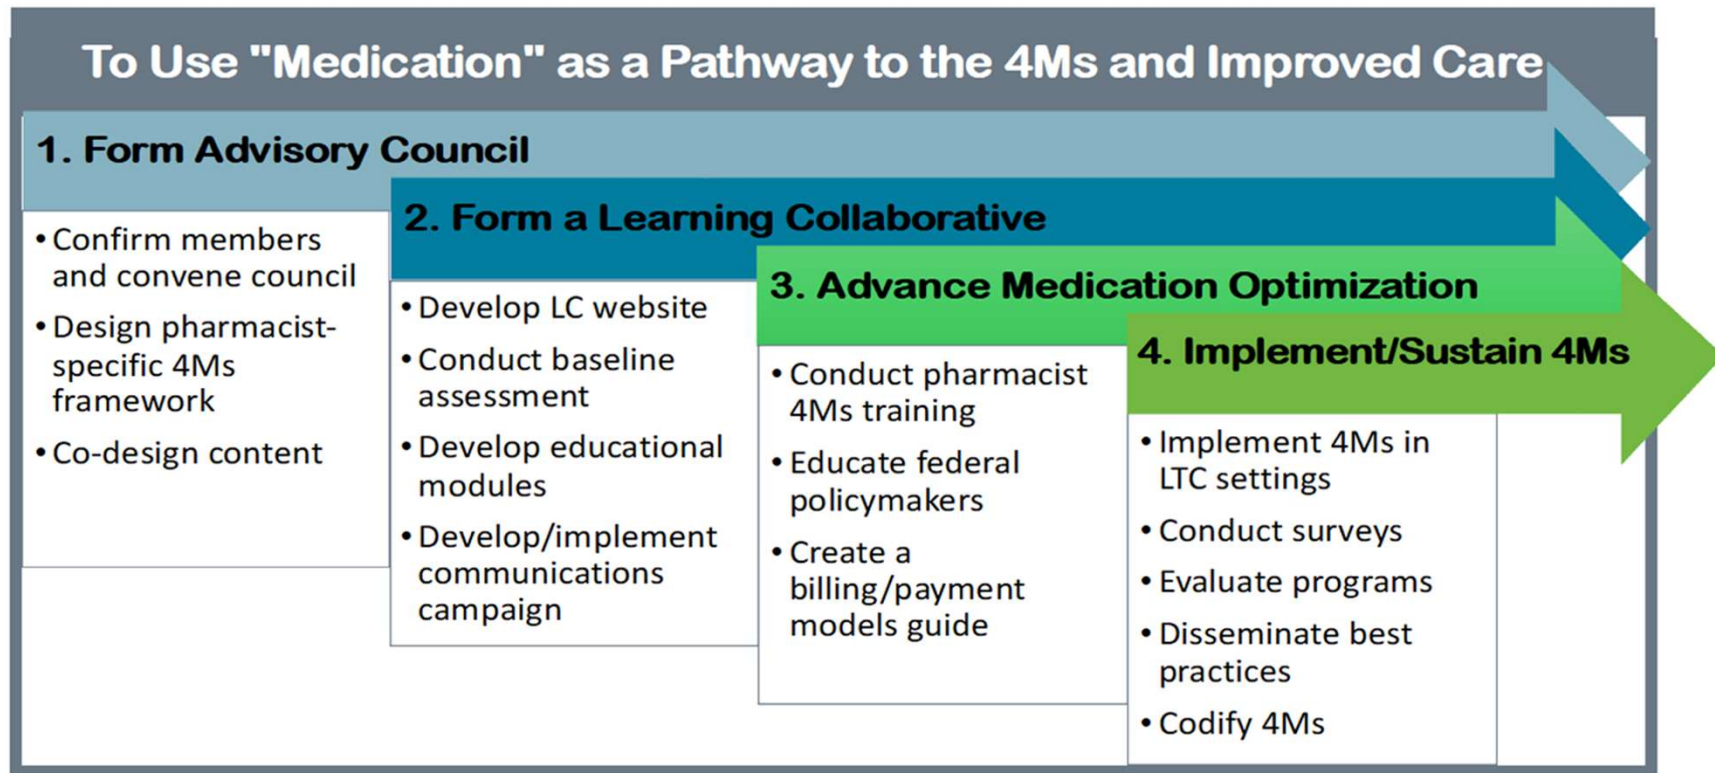 To Use "Medication" as a Pathway to the 4Ms and Improved Care
1. Form Advisory Council
• Confirm members
and convene council
• Design pharmacist-
specific 4Ms
framework
• Co-design content
2. Form a Learning Collaborative
• Develop LC website
• Conduct baseline
assessment
• Develop educational
modules
• Develop/implement
communications
campaign
3. Advance Medication Optimization
• Conduct pharmacist
4Ms training
• Educate federal
policymakers
• Create a
billing/payment
models guide
4. Implement/Sustain 4Ms
• Implement 4Ms in
LTC settings
• Conduct surveys
• Evaluate programs
• Disseminate best
practices
• Codify 4Ms